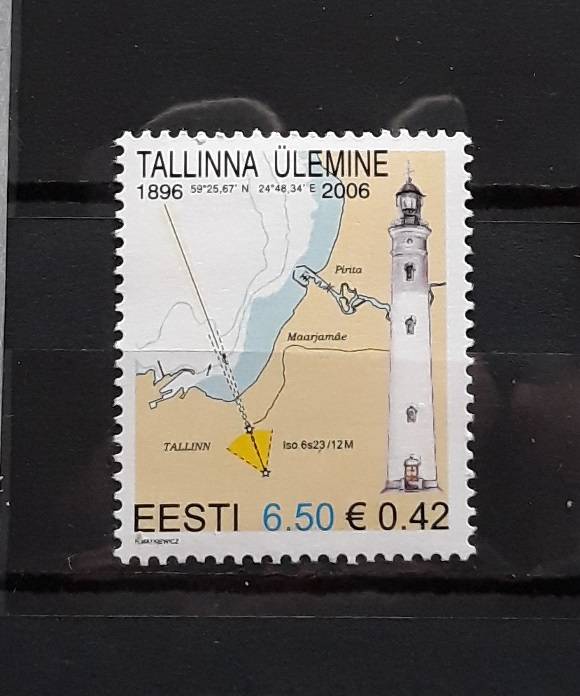 TALLINNA ÜLEMINE
1896 59°25,67' N 24°48,34' E 2006
Pirita
Maarjamäe
TALLINN Iso 6s23/12M
EESTI 6.50 € 0.42
R.MATKIEWICZ